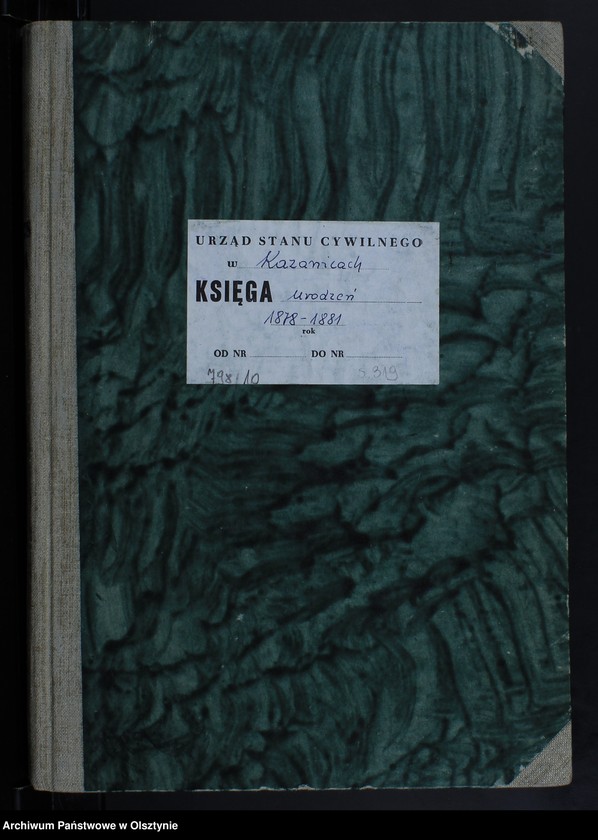 URZĄD STANU CYWILNEGO
w Kazanicach
KSIĘGA urodzeń
1878-1881
rok
OD NR DO NR
798/10 s. 319
Archiwum Państwowe w Olsztynie